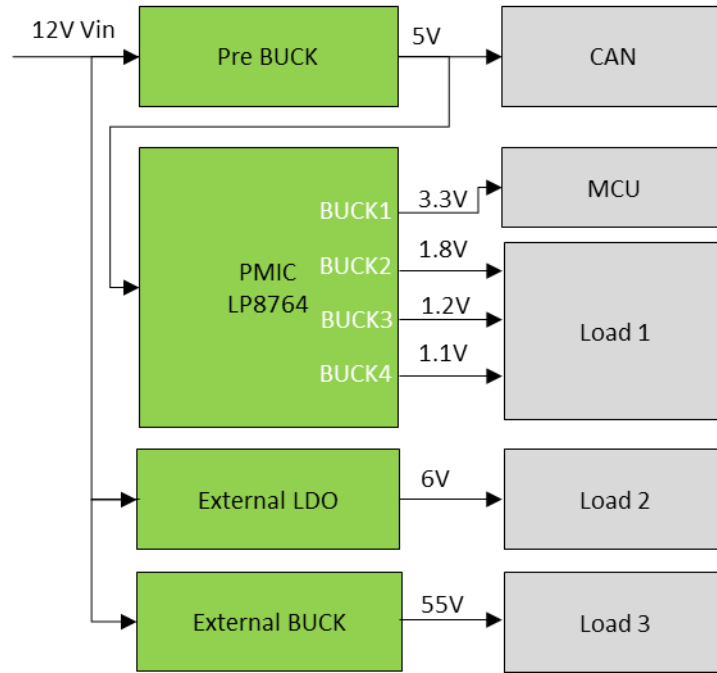 12V Vin
Pre BUCK
5V
CAN
BUCK1
3.3V
MCU
PMIC
LP8764
BUCK2
1.8V
BUCK3
1.2V
BUCK4
1.1V
Load 1
External LDO
6V
Load 2
External BUCK
55V
Load 3